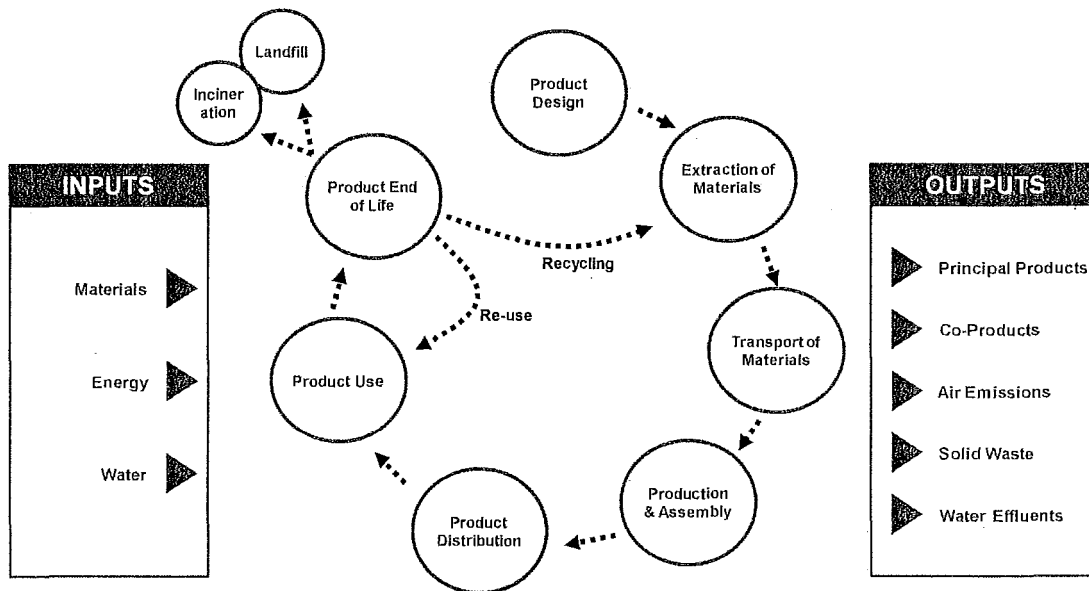 Landfill
Inciner
ation
Product
Design
Extraction of
Materials
Product End
of Life
INPUTS
OUTPUTS
Recycling
Principal Products
Materials
Re-use
Co-Products
Transport of
Materials
Product Use
Energy
Air Emissions
Water
Solid Waste
Production
& Assembly
Product
Distribution
Water Effluents